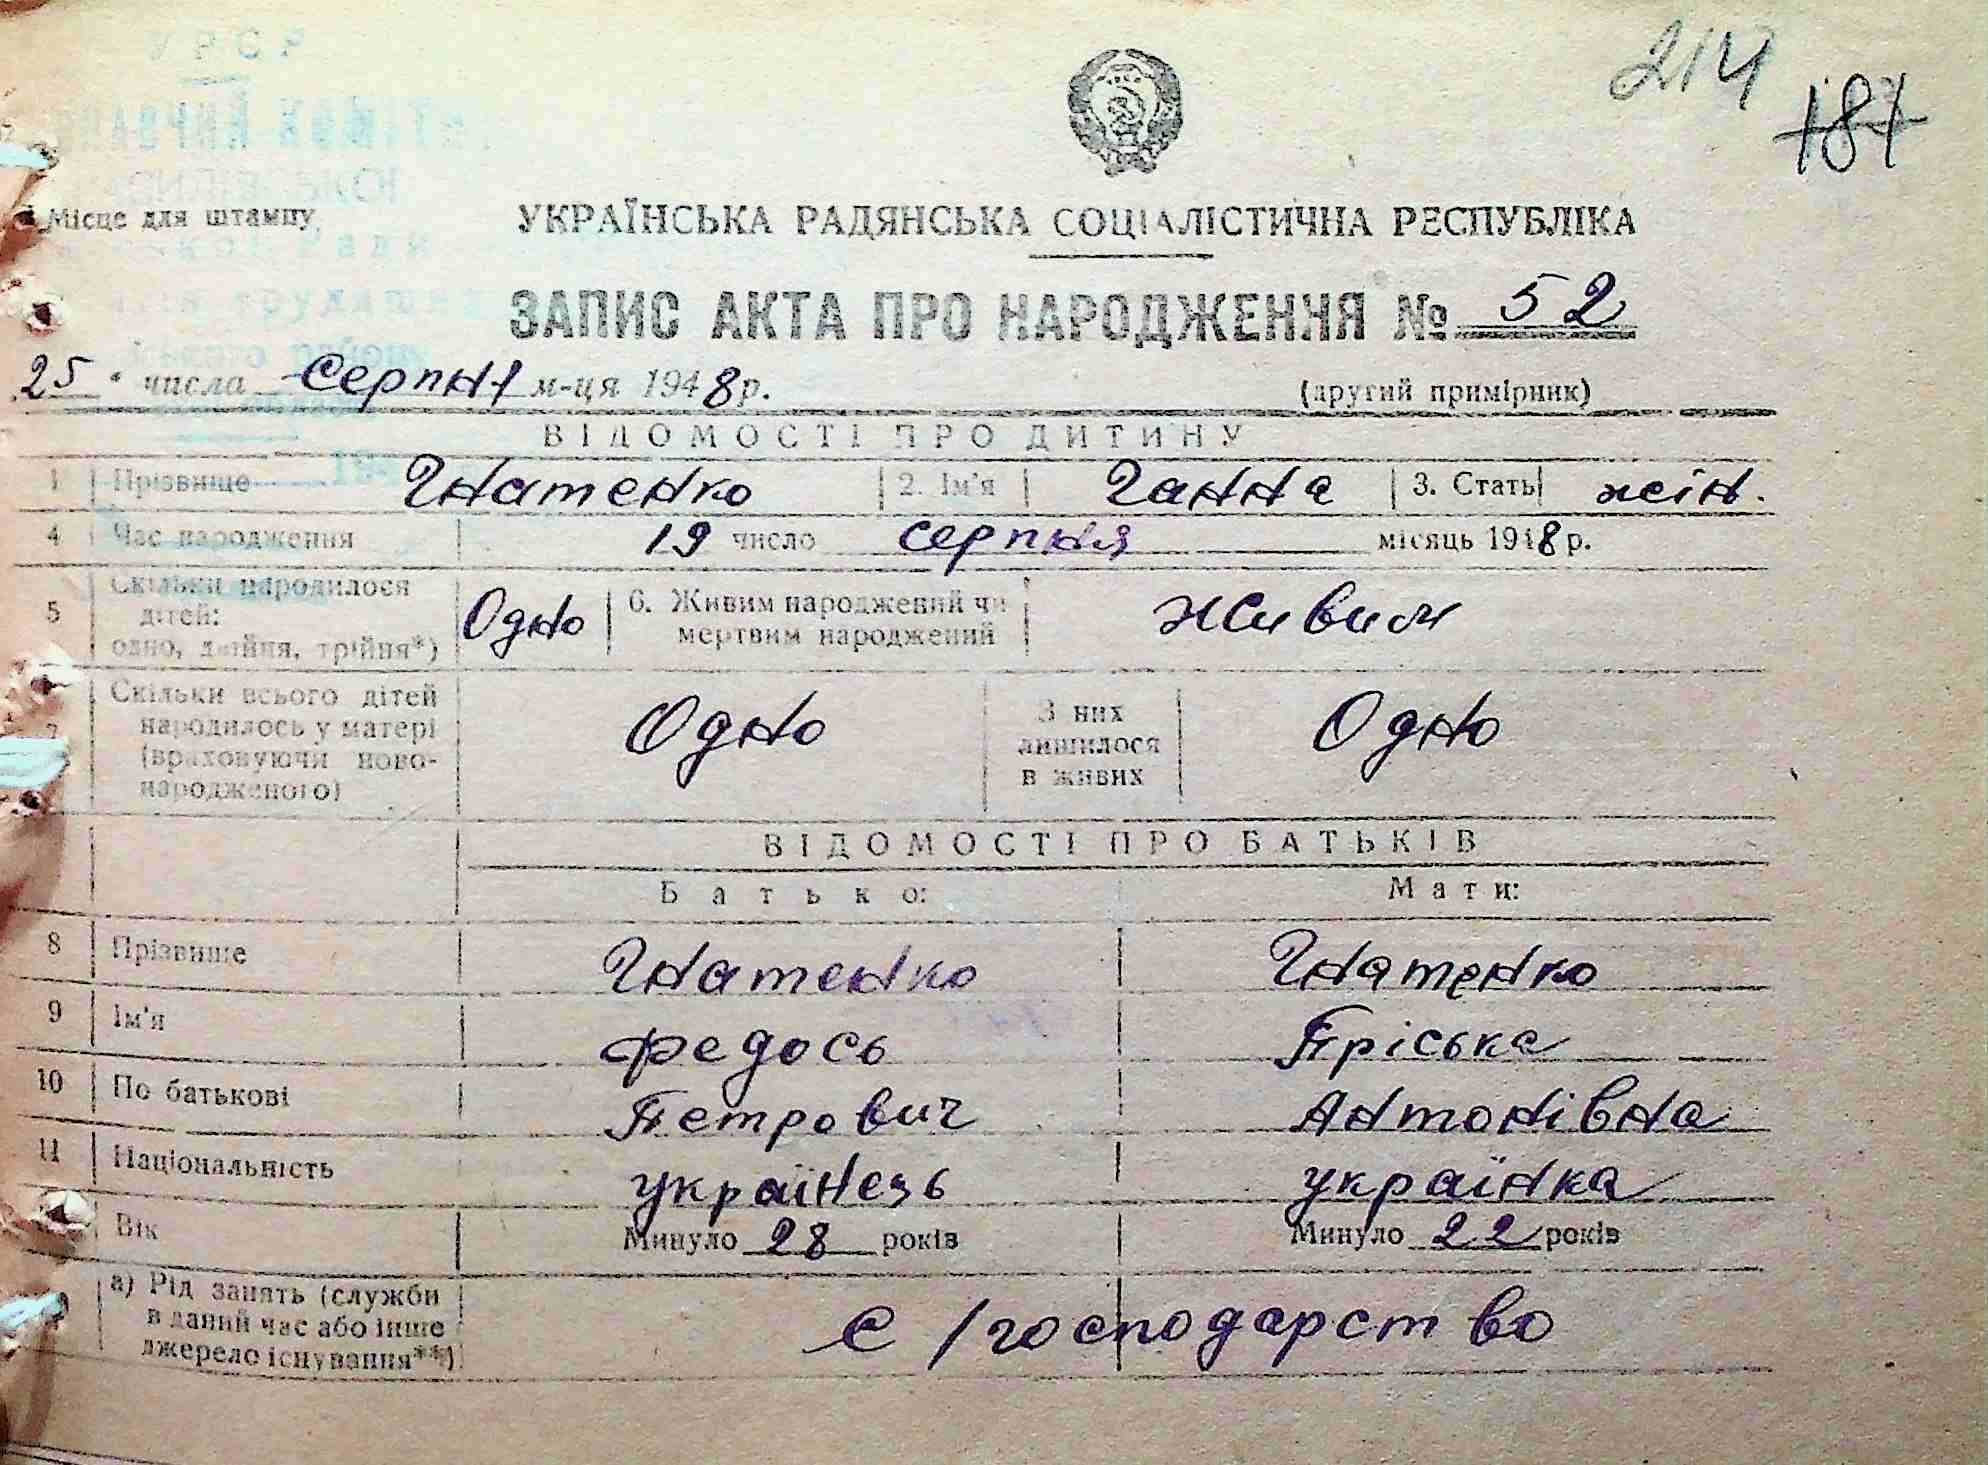 214
187
УРСР
Місце для штампу
УКРАЇНСЬКА РАДЯНСЬКА СОЦІАЛІСТИЧНА РЕСПУБЛІКА
ЗАПИС АКТА ПРО НАРОДЖЕННЯ № 52
25 числа серпня м-ця 1948 р. (другий примірник)
ВІДОМОСТІ ПРО ДИТИНУ
1 Прізвище Гнатенко 2. Ім'я Ганна 3. Стать жін.
4 Час народження 19 число серпня місяць 1948 р.
5 Скільки народилося дітей: одно, двійня, трійня*) Одно 6. Живим народжений чи мертвим народжений живим
7 Скільки всього дітей народилось у матері (враховуючи ново-народженого) Одно З них лишилося в живих Одно
ВІДОМОСТІ ПРО БАТЬКІВ
Батько: Мати:
8 Прізвище Гнатенко Гнатенко
9 Ім'я Федось Пріська
10 По батькові Петрович Антонівна
11 Національність українець українка
Вік Минуло 28 років Минуло 22 років
а) Рід занять (служби в даний час або інше джерело існування**) с/господарство